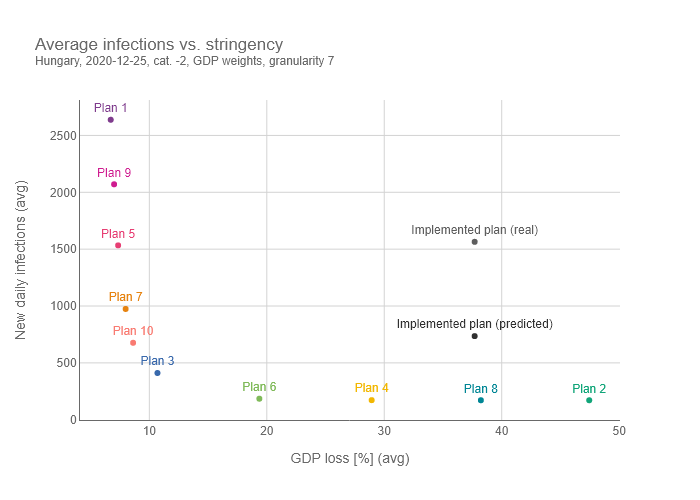 Average infections vs. stringency
Hungary, 2020-12-25, cat. -2, GDP weights, granularity 7
New daily infections (avg)
2500
2000
1500
1000
500
0
Plan 1
Plan 9
Plan 5
Implemented plan (real)
Plan 7
Plan 10
Implemented plan (predicted)
Plan 3
Plan 6
Plan 4
Plan 8
Plan 2
10
20
30
40
50
GDP loss [%] (avg)